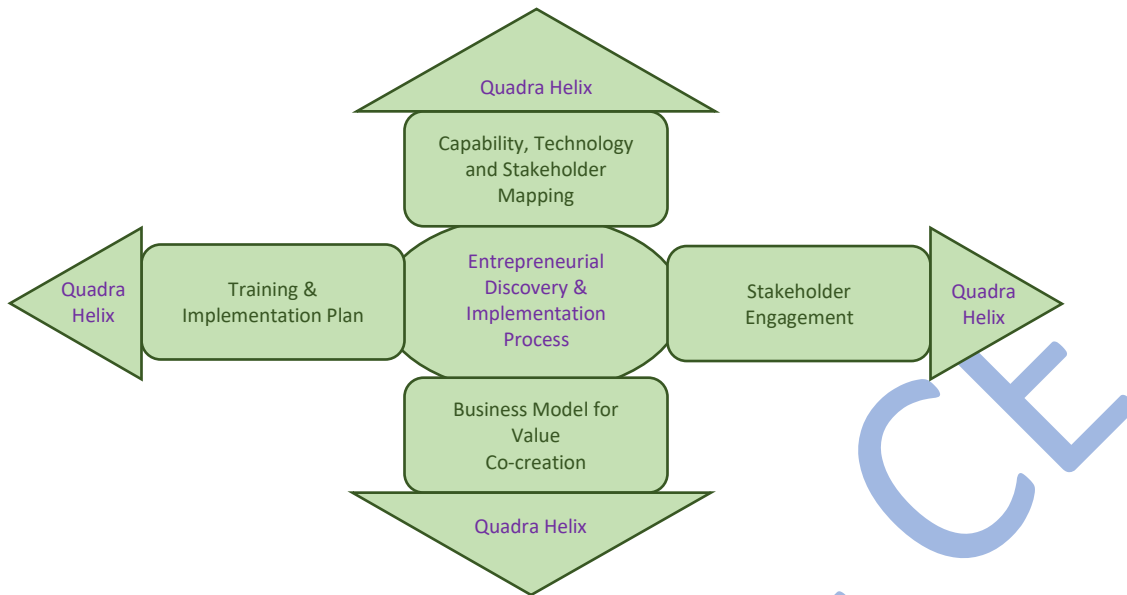 Quadra Helix
Capability, Technology
and Stakeholder
Mapping
Quadra
Helix
Training &
Implementation Plan
Entrepreneurial
Discovery &
Implementation
Process
Stakeholder
Engagement
Quadra
Helix
Business Model for
Value
Co-creation
Quadra Helix
CE